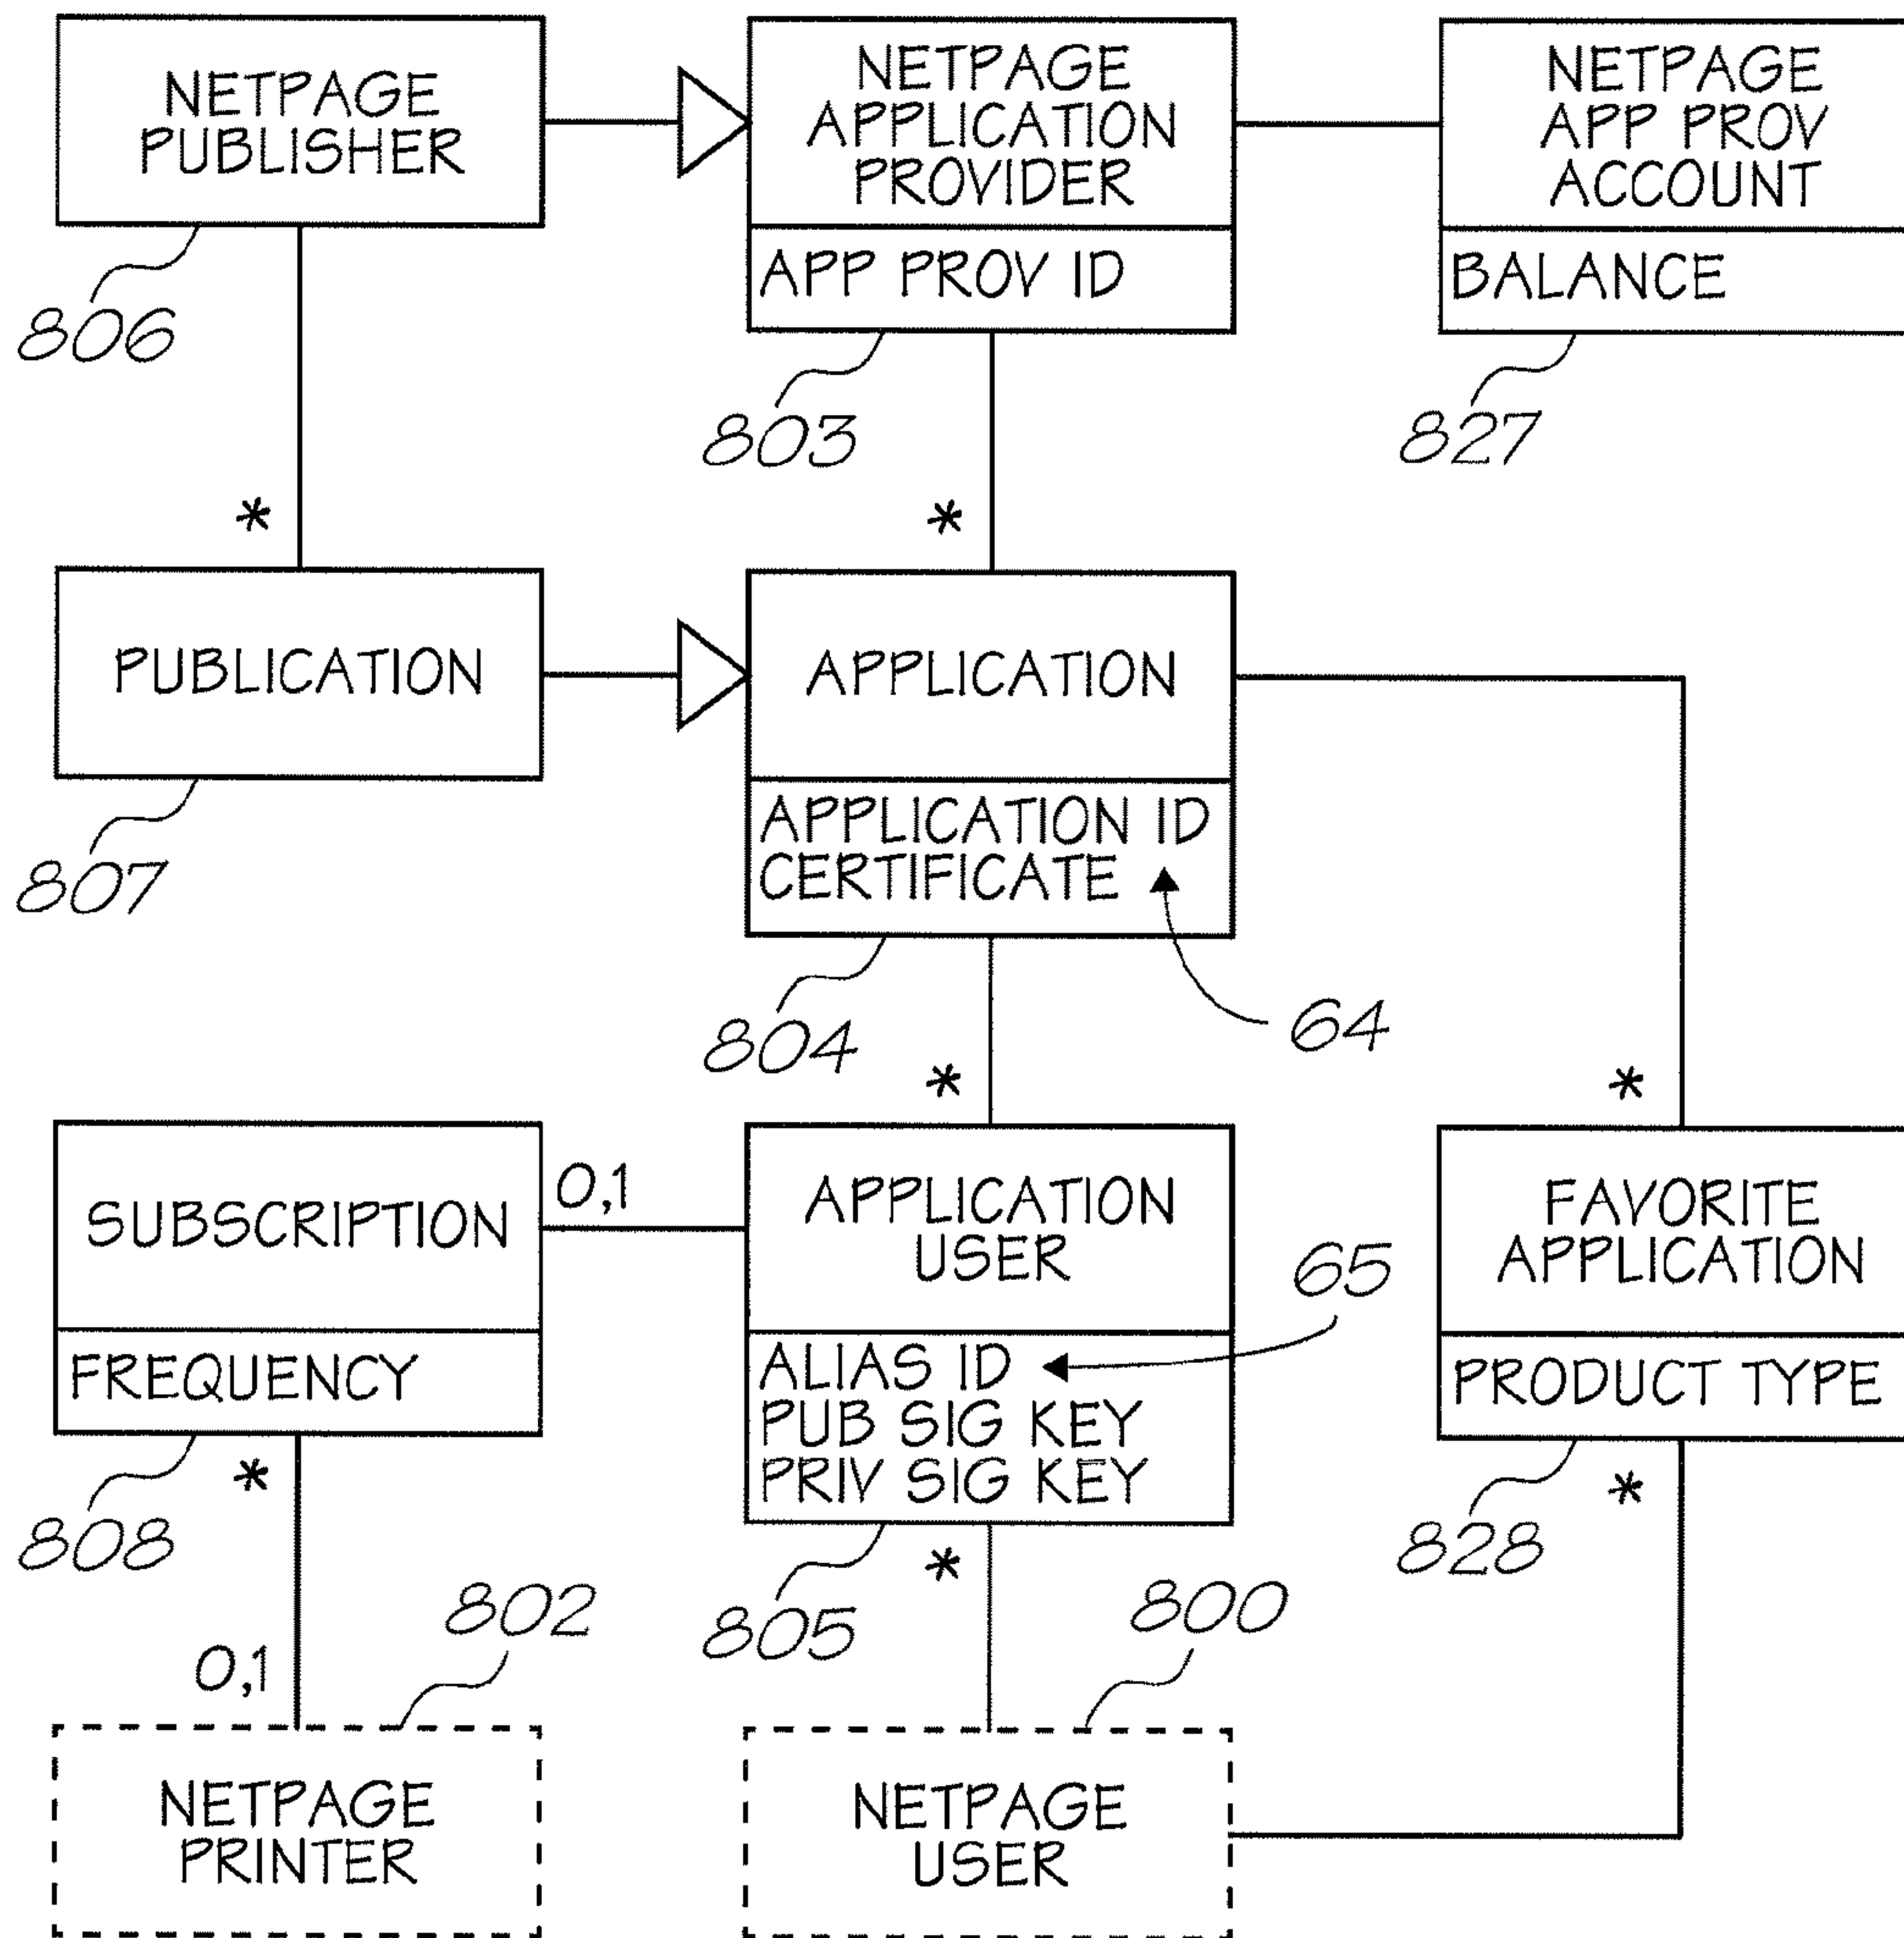 NETPAGE
PUBLISHER
806
NETPAGE
APPLICATION
PROVIDER
APP PROV ID
803
NETPAGE
APP PROV
ACCOUNT
BALANCE
827
*
*
PUBLICATION
807
APPLICATION
APPLICATION ID
CERTIFICATE
64
804
*
*
SUBSCRIPTION
0,1
FREQUENCY
808
*
APPLICATION
USER
65
ALIAS ID
PUB SIG KEY
PRIV SIG KEY
805
*
FAVORITE
APPLICATION
PRODUCT TYPE
828
*
802
0,1
NETPAGE
PRINTER
800
NETPAGE
USER